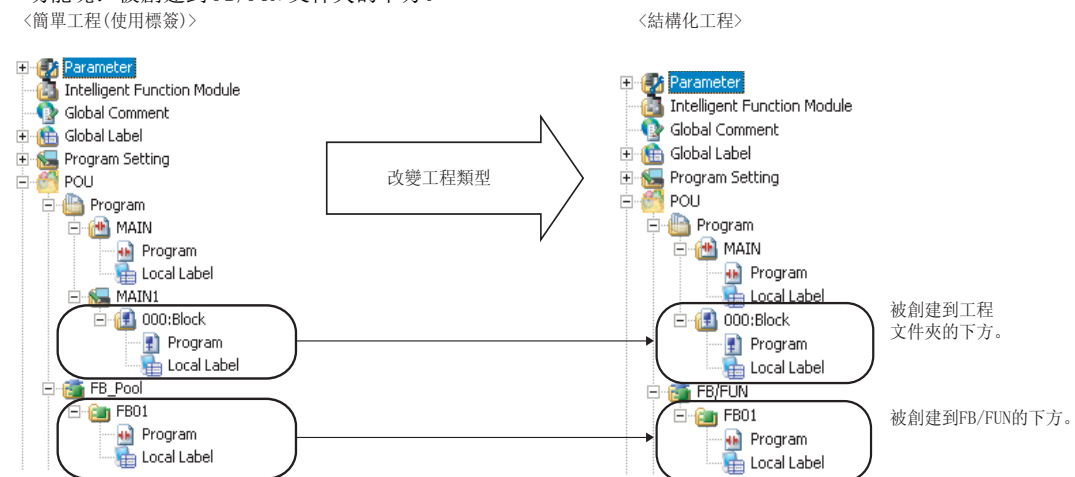 〈簡單工程(使用標簽)〉
Parameter
Intelligent Function Module
Global Comment
Global Label
Program Setting
POU
Program
MAIN
Program
Local Label
MAIN1
000:Block
Program
Local Label
FB_Pool
FB01
Program
Local Label
改變工程類型
〈結構化工程〉
Parameter
Intelligent Function Module
Global Comment
Global Label
Program Setting
POU
Program
MAIN
Program
Local Label
000:Block
Program
Local Label
FB/FUN
FB01
Program
Local Label
被創建到工程
文件夾的下方。
被創建到FB/FUN的下方。